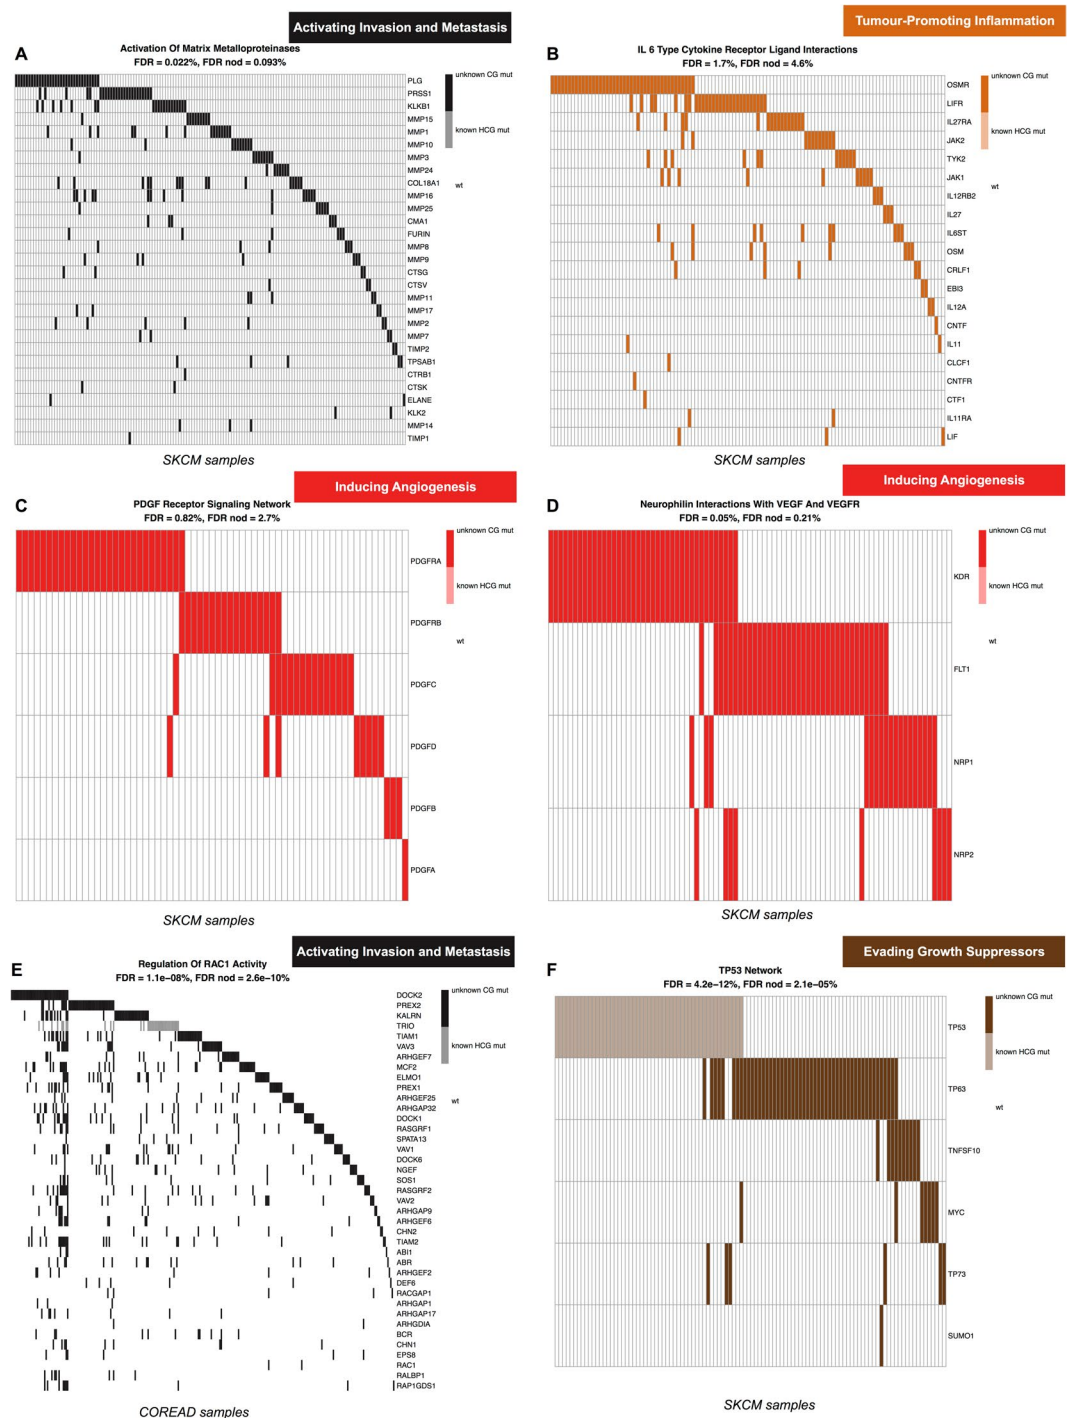 Activating Invasion and Metastasis
A
Activation Of Matrix Metalloproteinases
FDR = 0.022%, FDR nod = 0.093%
PLG
PRSS1
KLKB1
MMP15
MMP1
MMP10
MMP3
MMP24
COL18A1
MMP16
MMP25
CMA1
FURIN
MMP8
MMP9
CTSG
CTSV
MMP11
MMP17
MMP2
MMP7
TIMP2
TPSAB1
CTRB1
CTSK
ELANE
KLK2
MMP14
TIMP1
unknown CG mut
known HCG mut
wt
SKCM samples
Tumour-Promoting Inflammation
B
IL 6 Type Cytokine Receptor Ligand Interactions
FDR = 1.7%, FDR nod = 4.6%
OSMR
LIFR
IL27RA
JAK2
TYK2
JAK1
IL12RB2
IL27
IL6ST
OSM
CRLF1
EBI3
IL12A
CNTF
IL11
CLCF1
CNTFR
CTF1
IL11RA
LIF
unknown CG mut
known HCG mut
wt
SKCM samples
Inducing Angiogenesis
C
PDGF Receptor Signaling Network
FDR = 0.82%, FDR nod = 2.7%
PDGFRA
PDGFRB
PDGFC
PDGFD
PDGFB
PDGFA
unknown CG mut
known HCG mut
wt
SKCM samples
Inducing Angiogenesis
D
Neurophilin Interactions With VEGF And VEGFR
FDR = 0.05%, FDR nod = 0.21%
KDR
FLT1
NRP1
NRP2
unknown CG mut
known HCG mut
wt
SKCM samples
Activating Invasion and Metastasis
E
Regulation Of RAC1 Activity
FDR = 1.1e−08%, FDR nod = 2.6e−10%
DOCK2
PREX2
KALRN
TRIO
TIAM1
VAV3
ARHGEF7
MCF2
ELMO1
PREX1
ARHGEF25
ARHGAP32
DOCK1
RASGRF1
SPATA13
VAV1
DOCK6
NGEF
SOS1
RASGRF2
VAV2
ARHGAP9
ARHGEF6
CHN2
TIAM2
ABI1
ABR
ARHGEF2
DEF6
RACGAP1
ARHGAP1
ARHGAP17
ARHGDIA
BCR
CHN1
EPS8
RAC1
RALBP1
RAP1GDS1
unknown CG mut
known HCG mut
wt
COREAD samples
Evading Growth Suppressors
F
TP53 Network
FDR = 4.2e−12%, FDR nod = 2.1e−05%
TP53
TP63
TNFSF10
MYC
TP73
SUMO1
unknown CG mut
known HCG mut
wt
SKCM samples